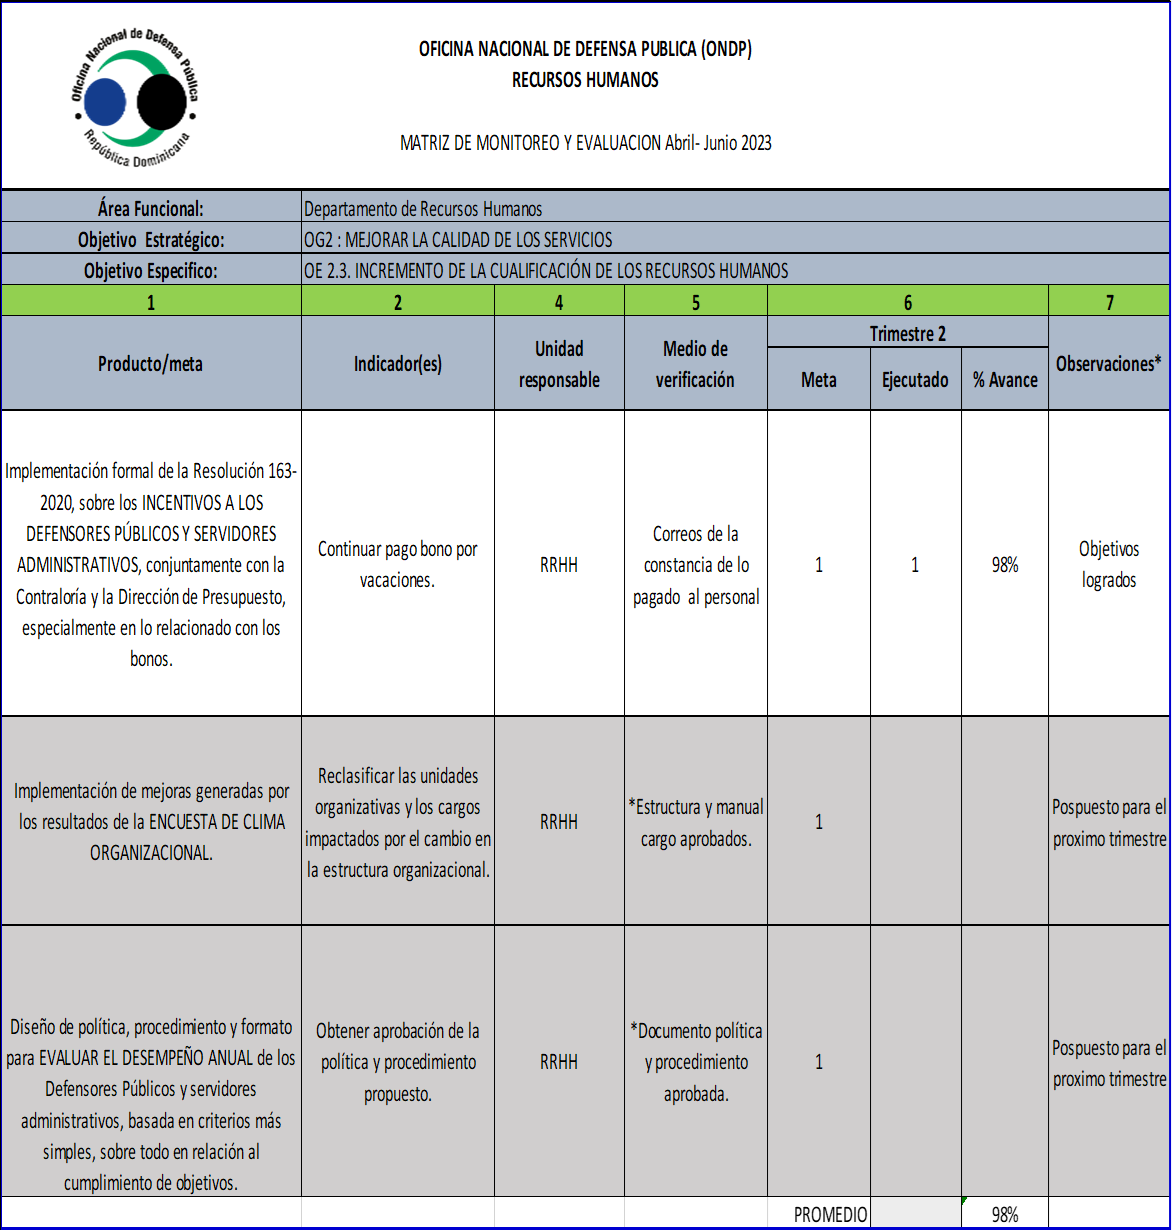 Oficina Nacional de Defensa Pública
República Dominicana
OFICINA NACIONAL DE DEFENSA PUBLICA (ONDP)
RECURSOS HUMANOS
MATRIZ DE MONITOREO Y EVALUACION Abril- Junio 2023
Área Funcional: Departamento de Recursos Humanos
Objetivo Estratégico: OG2 : MEJORAR LA CALIDAD DE LOS SERVICIOS
Objetivo Especifico: OE 2.3. INCREMENTO DE LA CUALIFICACIÓN DE LOS RECURSOS HUMANOS
1 2 4 5 6 7
Producto/meta
Indicador(es)
Unidad
responsable
Medio de
verificación
Trimestre 2
Meta Ejecutado % Avance
Observaciones*
Implementación formal de la Resolución 163-
2020, sobre los INCENTIVOS A LOS
DEFENSORES PÚBLICOS Y SERVIDORES
ADMINISTRATIVOS, conjuntamente con la
Contraloría y la Dirección de Presupuesto,
especialmente en lo relacionado con los
bonos.
Continuar pago bono por
vacaciones.
RRHH
Correos de la
constancia de lo
pagado al personal
1
1
98%
Objetivos
logrados
Implementación de mejoras generadas por
los resultados de la ENCUESTA DE CLIMA
ORGANIZACIONAL.
Reclasificar las unidades
organizativas y los cargos
impactados por el cambio en
la estructura organizacional.
RRHH
*Estructura y manual
cargo aprobados.
1
Pospuesto para el
proximo trimestre
Diseño de política, procedimiento y formato
para EVALUAR EL DESEMPEÑO ANUAL de los
Defensores Públicos y servidores
administrativos, basada en criterios más
simples, sobre todo en relación al
cumplimiento de objetivos.
Obtener aprobación de la
política y procedimiento
propuesto.
RRHH
*Documento política
y procedimiento
aprobada.
1
Pospuesto para el
proximo trimestre
PROMEDIO 98%